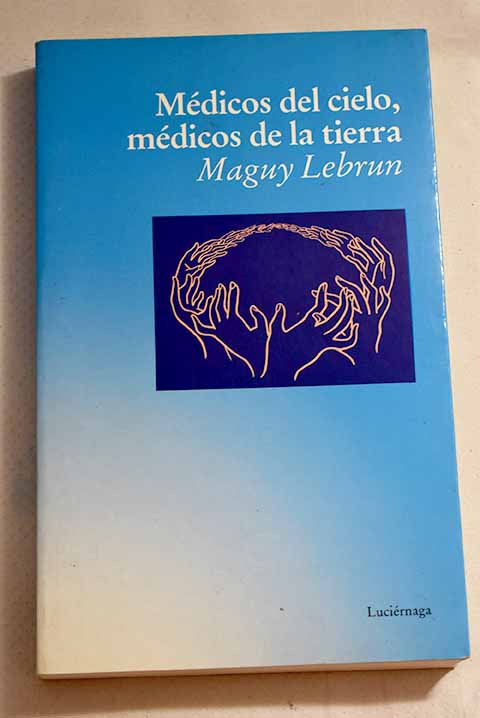 Médicos del cielo,
médicos de la tierra
Maguy Lebrun
Luciérnaga